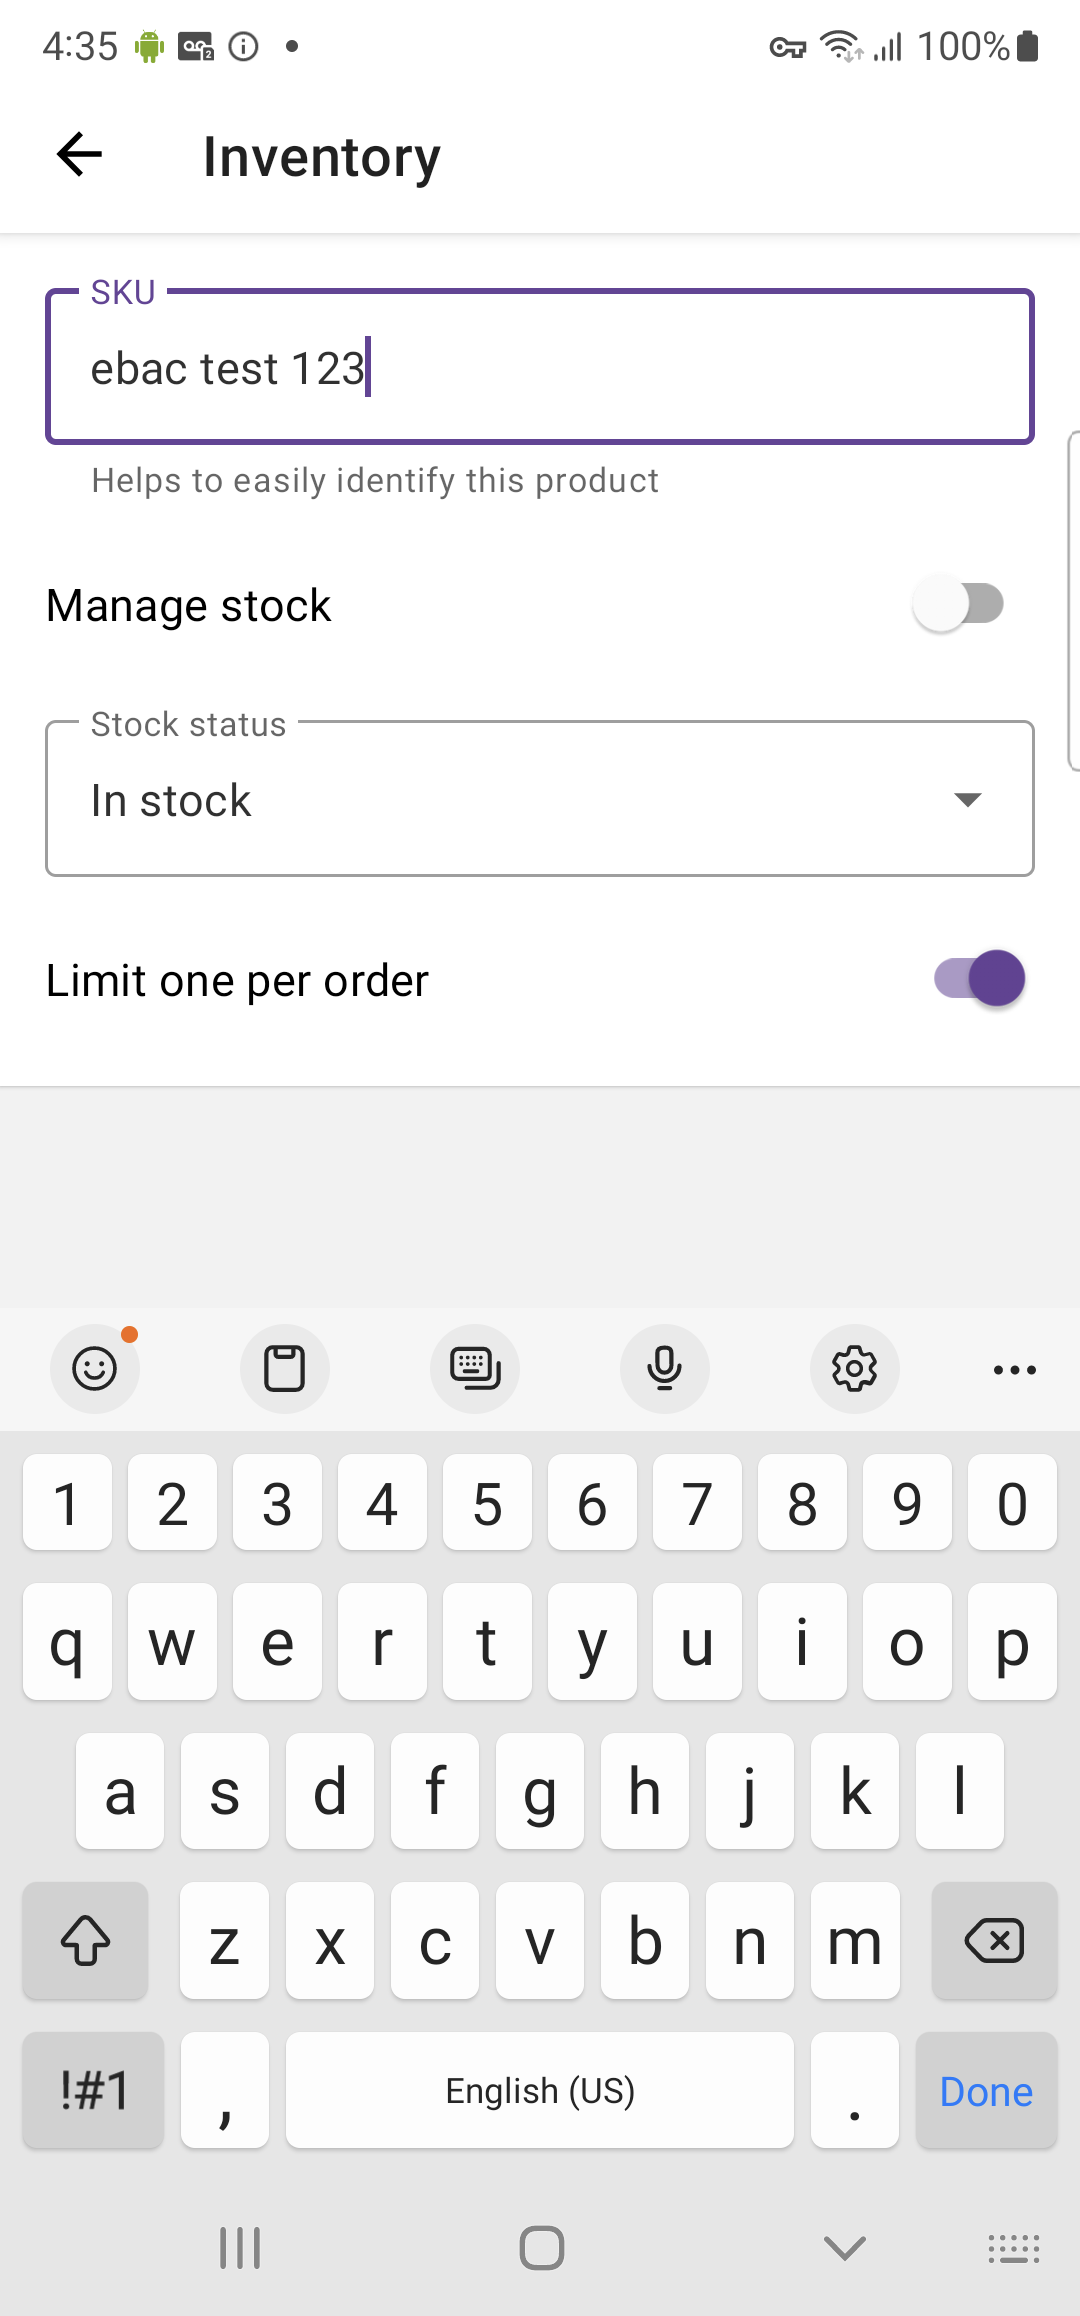 4:35 100%
Inventory
SKU
ebac test 123
Helps to easily identify this product
Manage stock
Stock status
In stock
Limit one per order
1 2 3 4 5 6 7 8 9 0
q w e r t y u i o p
a s d f g h j k l
z x c v b n m
!#1 , English (US) . Done